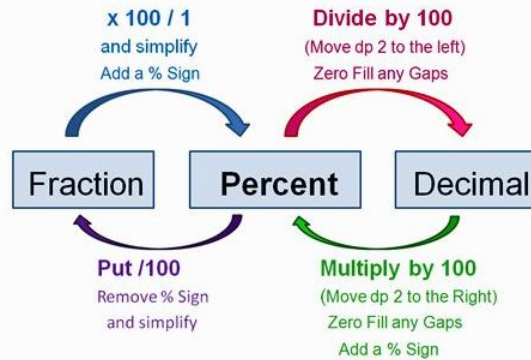 x 100 / 1
and simplify
Add a % Sign
Divide by 100
(Move dp 2 to the left)
Zero Fill any Gaps
Fraction
Percent
Decimal
Put /100
Remove % Sign
and simplify
Multiply by 100
(Move dp 2 to the Right)
Zero Fill any Gaps
Add a % Sign